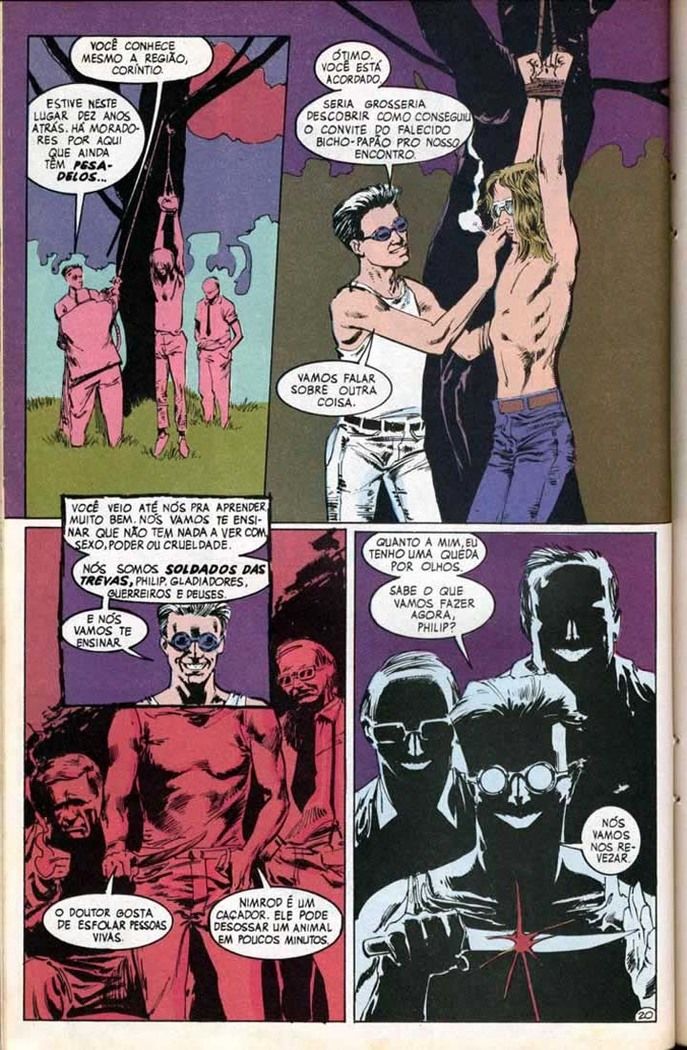 VOCÊ CONHECE
MESMO A REGIÃO,
CORÍNTIO.
ESTIVE NESTE
LUGAR DEZ ANOS
ATRÁS. HÁ MORADO-
RES POR AQUI
QUE AINDA
TÊM PESA-
DELOS...
ÓTIMO.
VOCÊ ESTÁ
ACORDADO.
SERIA GROSSERIA
DESCOBRIR COMO CONSEGUIU
O CONVITE DO FALECIDO
BICHO-PAPÃO PRO NOSSO
ENCONTRO.
VAMOS FALAR
SOBRE OUTRA
COISA.
VOCÊ VEIO ATÉ NÓS PRA APRENDER.
MUITO BEM. NÓS VAMOS TE ENSI-
NAR QUE NÃO TEM NADA A VER COM
SEXO, PODER OU CRUELDADE.
NÓS SOMOS SOLDADOS DAS
TREVAS, PHILIP. GLADIADORES,
GUERREIROS E DEUSES.
E NÓS
VAMOS TE
ENSINAR.
O DOUTOR GOSTA
DE ESFOLAR PESSOAS
VIVAS.
NIMROD É UM
CAÇADOR. ELE PODE
DESOSSAR UM ANIMAL
EM POUCOS MINUTOS.
QUANTO A MIM, EU
TENHO UMA QUEDA
POR OLHOS.
SABE O QUE
VAMOS FAZER
AGORA,
PHILIP?
NÓS
VAMOS
NOS RE-
VEZAR.
20